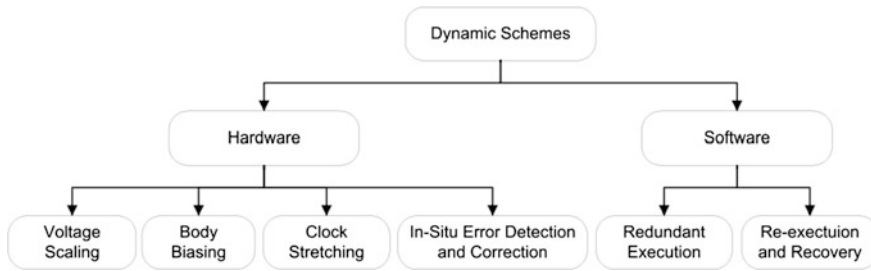 Dynamic Schemes
Hardware
Software
Voltage
Scaling
Body
Biasing
Clock
Stretching
In-Situ Error Detection
and Correction
Redundant
Execution
Re-exectuion
and Recovery